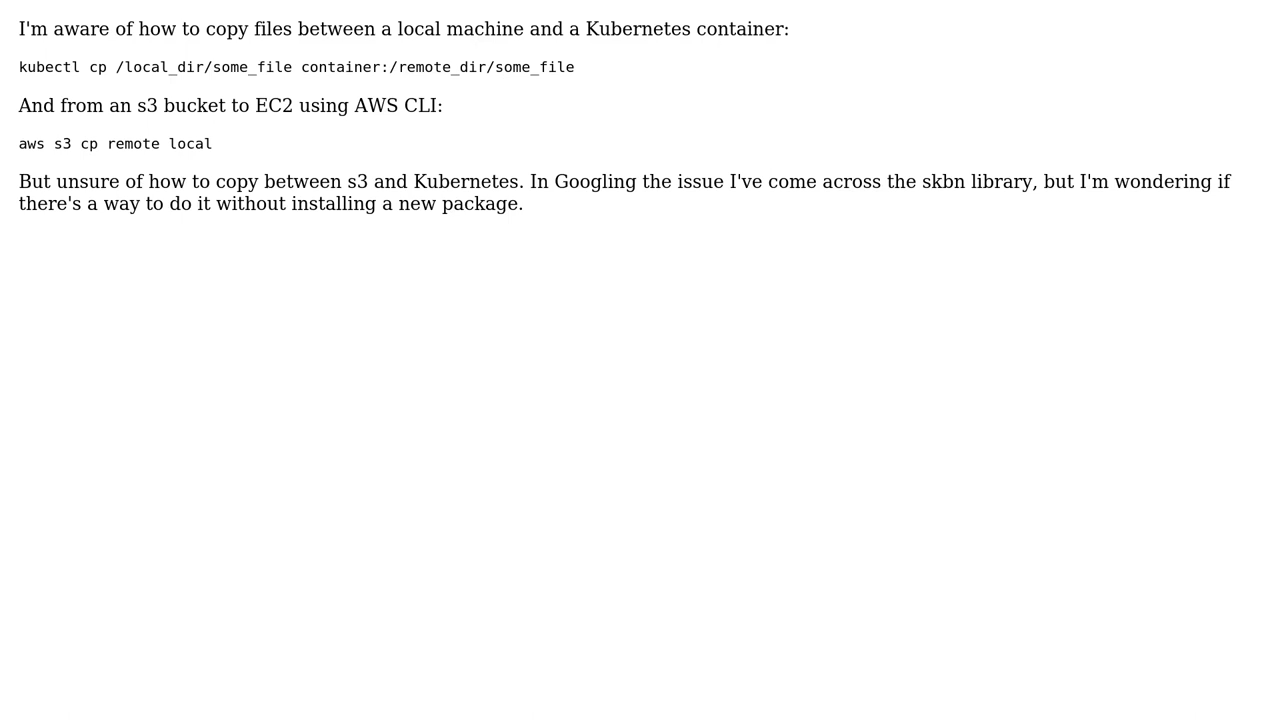 I'm aware of how to copy files between a local machine and a Kubernetes container:
kubectl cp /local_dir/some_file container:/remote_dir/some_file
And from an s3 bucket to EC2 using AWS CLI:
aws s3 cp remote local
But unsure of how to copy between s3 and Kubernetes. In Googling the issue I've come across the skbn library, but I'm wondering if
there's a way to do it without installing a new package.